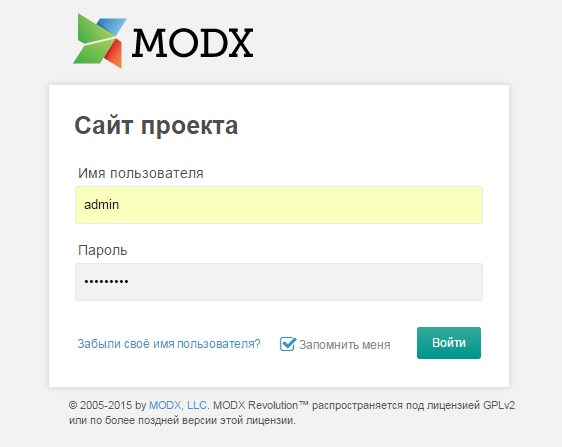 MODX
Сайт проекта
Имя пользователя
admin
Пароль
•••••••••
Забыли своё имя пользователя?
Запомнить меня
Войти
© 2005-2015 by MODX, LLC. MODX Revolution™ распространяется под лицензией GPLv2
или по более поздней версии этой лицензии.